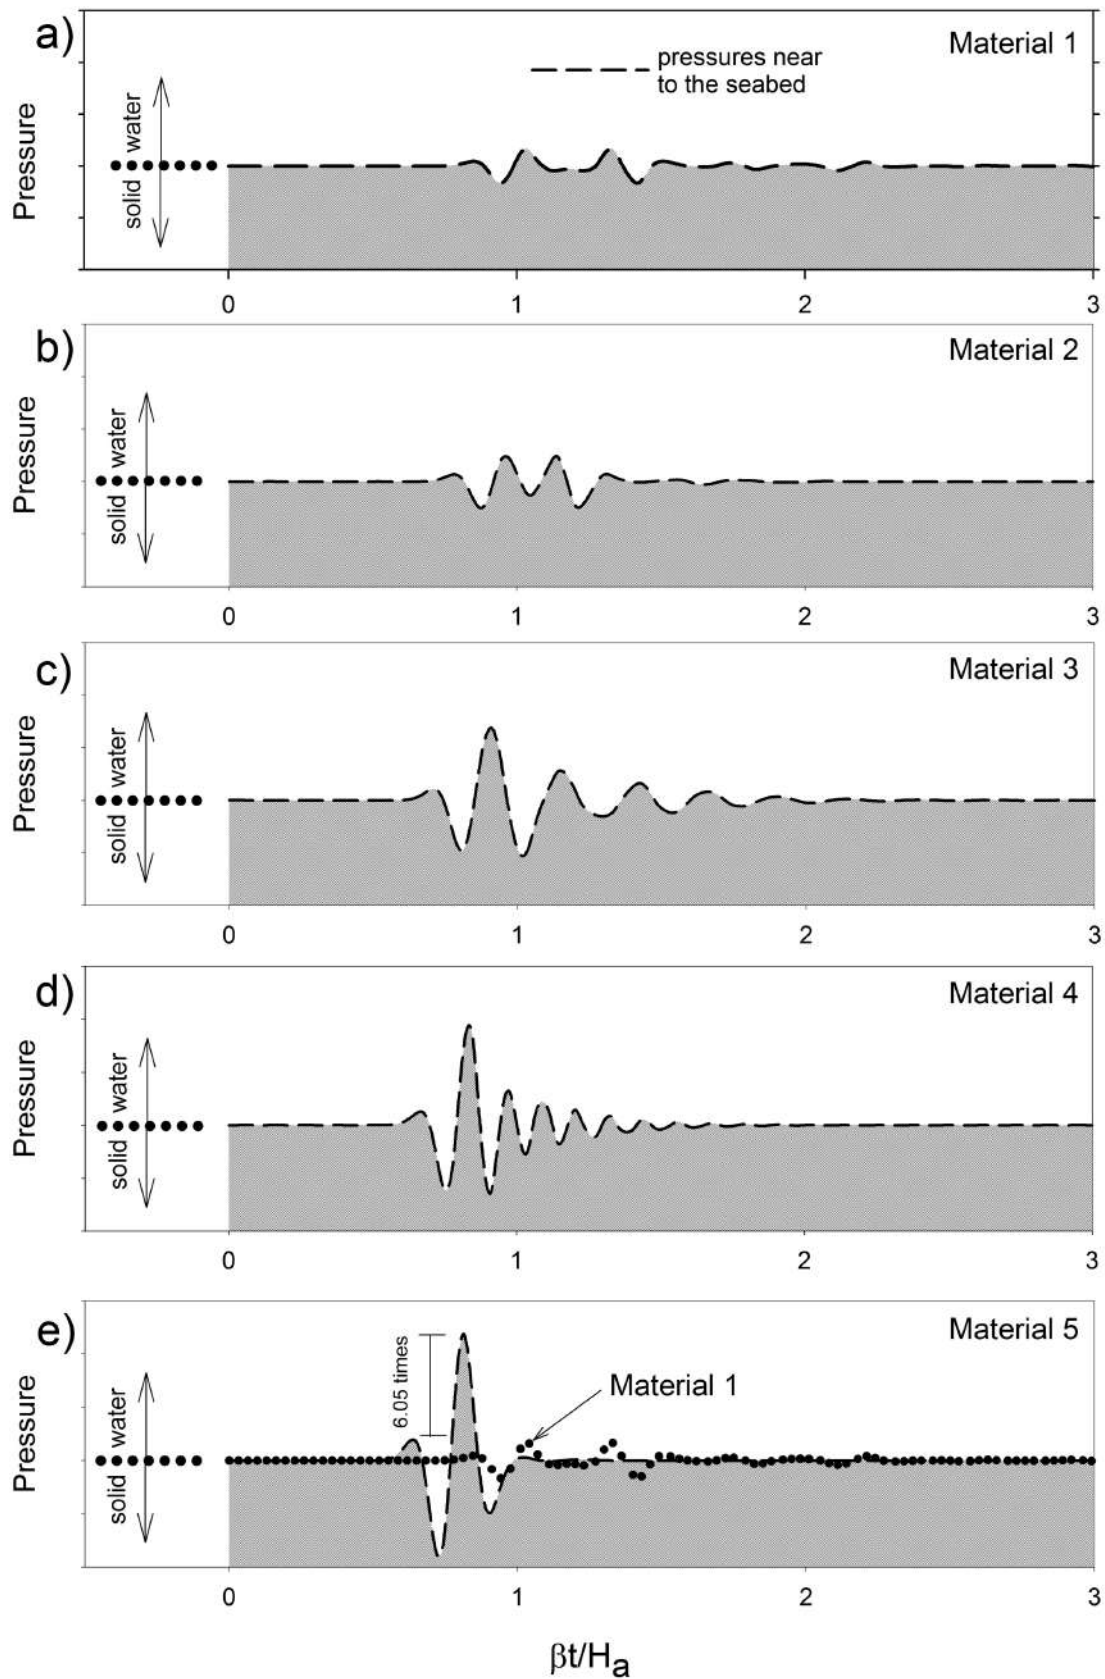 a)
Material 1
pressures near
to the seabed
Pressure
solid water
0 1 2 3
b)
Material 2
Pressure
solid water
0 1 2 3
c)
Material 3
Pressure
solid water
0 1 2 3
d)
Material 4
Pressure
solid water
0 1 2 3
e)
Material 5
6.05 times
Material 1
Pressure
solid water
0 1 2 3
βt/Hₐ